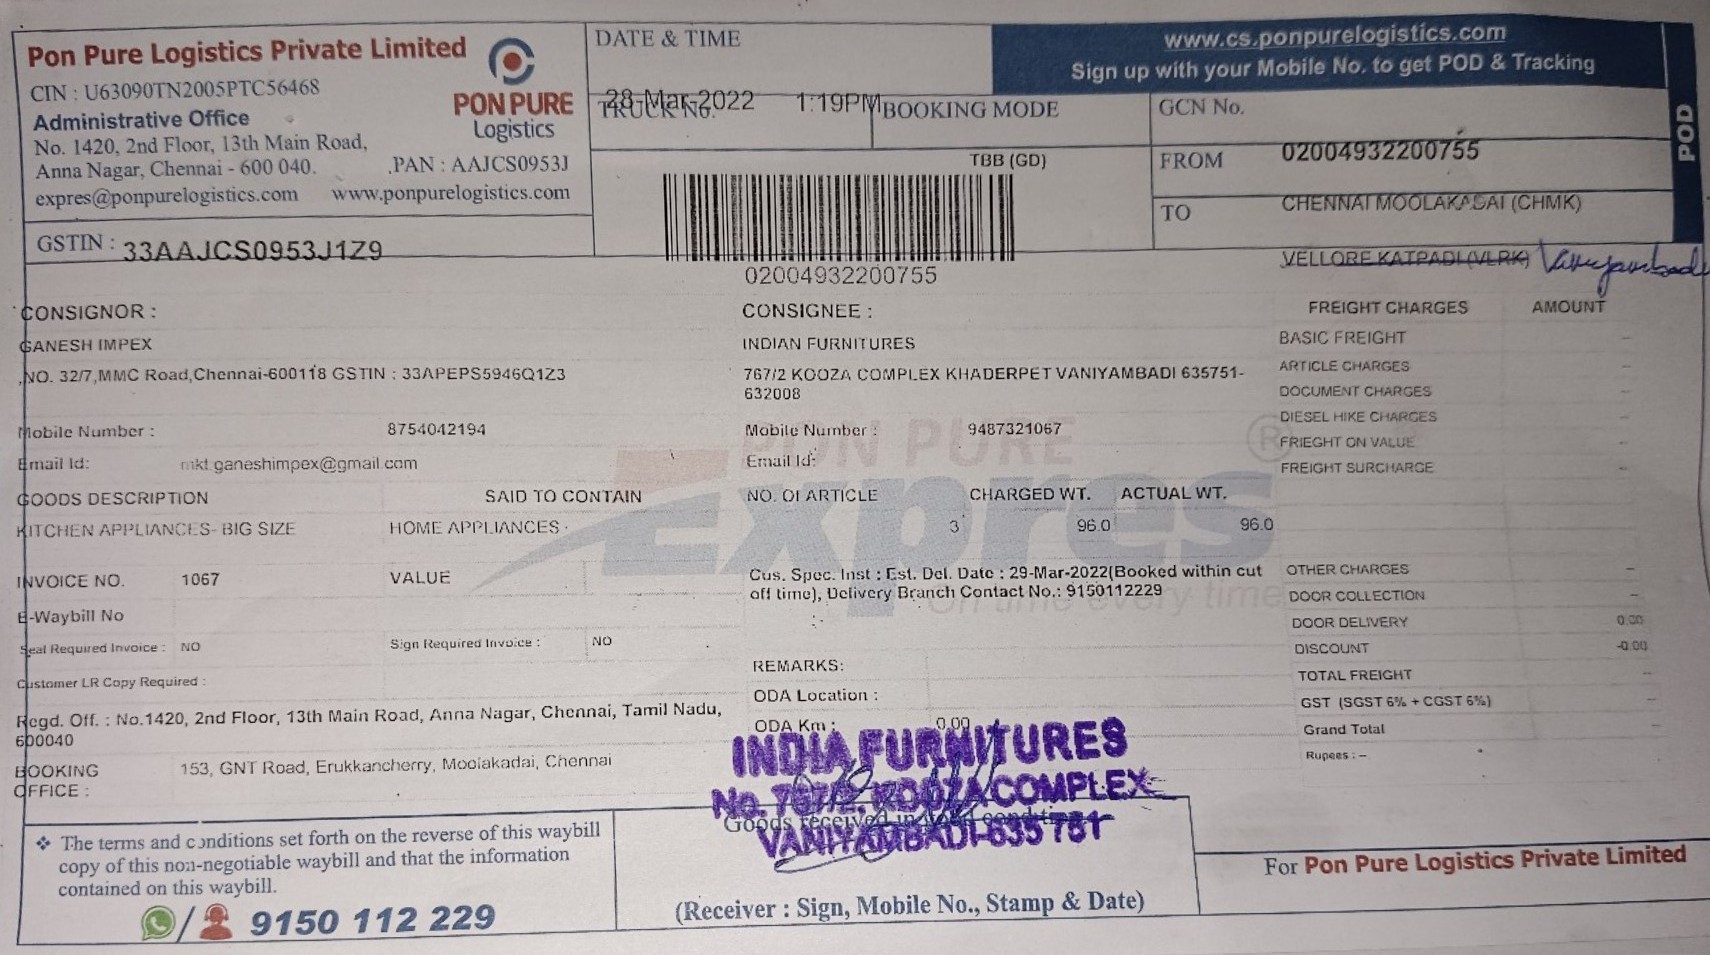 Pon Pure Logistics Private Limited
CIN : U63090TN2005PTC56468
Administrative Office
No. 1420, 2nd Floor, 13th Main Road,
Anna Nagar, Chennai - 600 040.
PAN : AAJCS0953J
expres@ponpurelogistics.com www.ponpurelogistics.com
PON PURE
Logistics
GSTIN : 33AAJCS0953J1Z9
DATE & TIME
28-Mar-2022 1:19PM
TRUCK No.
BOOKING MODE
TBB (GD)
02004932200755
www.cs.ponpurelogistics.com
Sign up with your Mobile No. to get POD & Tracking
POD
GCN No.
02004932200755
FROM
CHENNAI MOOLAKADAI (CHMK)
TO
VELLORE KATPADI (VLRK) Vaniyambadi
CONSIGNOR :
GANESH IMPEX
,NO. 32/7,MMC Road,Chennai-600118 GSTIN : 33APEPS5946Q1Z3
Mobile Number : 8754042194
Email Id: mkt.ganeshimpex@gmail.com
CONSIGNEE :
INDIAN FURNITURES
767/2 KOOZA COMPLEX KHADERPET VANIYAMBADI 635751-
632008
Mobile Number : 9487321067
Email Id:
PON PURE
Expres
On time every time
GOODS DESCRIPTION SAID TO CONTAIN NO. OF ARTICLE CHARGED WT. ACTUAL WT.
KITCHEN APPLIANCES- BIG SIZE HOME APPLIANCES 3 96.0 96.0
INVOICE NO. 1067 VALUE
E-Waybill No
Seal Required Invoice : NO Sign Required Invoice : NO
Customer LR Copy Required :
Regd. Off. : No.1420, 2nd Floor, 13th Main Road, Anna Nagar, Chennai, Tamil Nadu,
600040
BOOKING
OFFICE :
153, GNT Road, Erukkancherry, Moolakadai, Chennai
Cus. Spec. Inst : Est. Del. Date : 29-Mar-2022(Booked within cut
off time), Delivery Branch Contact No.: 9150112229
REMARKS:
ODA Location :
ODA Km : 0.00
FREIGHT CHARGES AMOUNT
BASIC FREIGHT –
ARTICLE CHARGES –
DOCUMENT CHARGES –
DIESEL HIKE CHARGES –
FRIEGHT ON VALUE –
FREIGHT SURCHARGE –
OTHER CHARGES –
DOOR COLLECTION –
DOOR DELIVERY 0.00
DISCOUNT -0.00
TOTAL FREIGHT –
GST (SGST 6% + CGST 6%) –
Grand Total –
Rupees : –
INDIA FURNITURES
No. 767/2, KOOZA COMPLEX
Goods received in good condition
VANIYAMBADI-635 751
(Receiver : Sign, Mobile No., Stamp & Date)
❖ The terms and conditions set forth on the reverse of this waybill
copy of this non-negotiable waybill and that the information
contained on this waybill.
/ 9150 112 229
For Pon Pure Logistics Private Limited